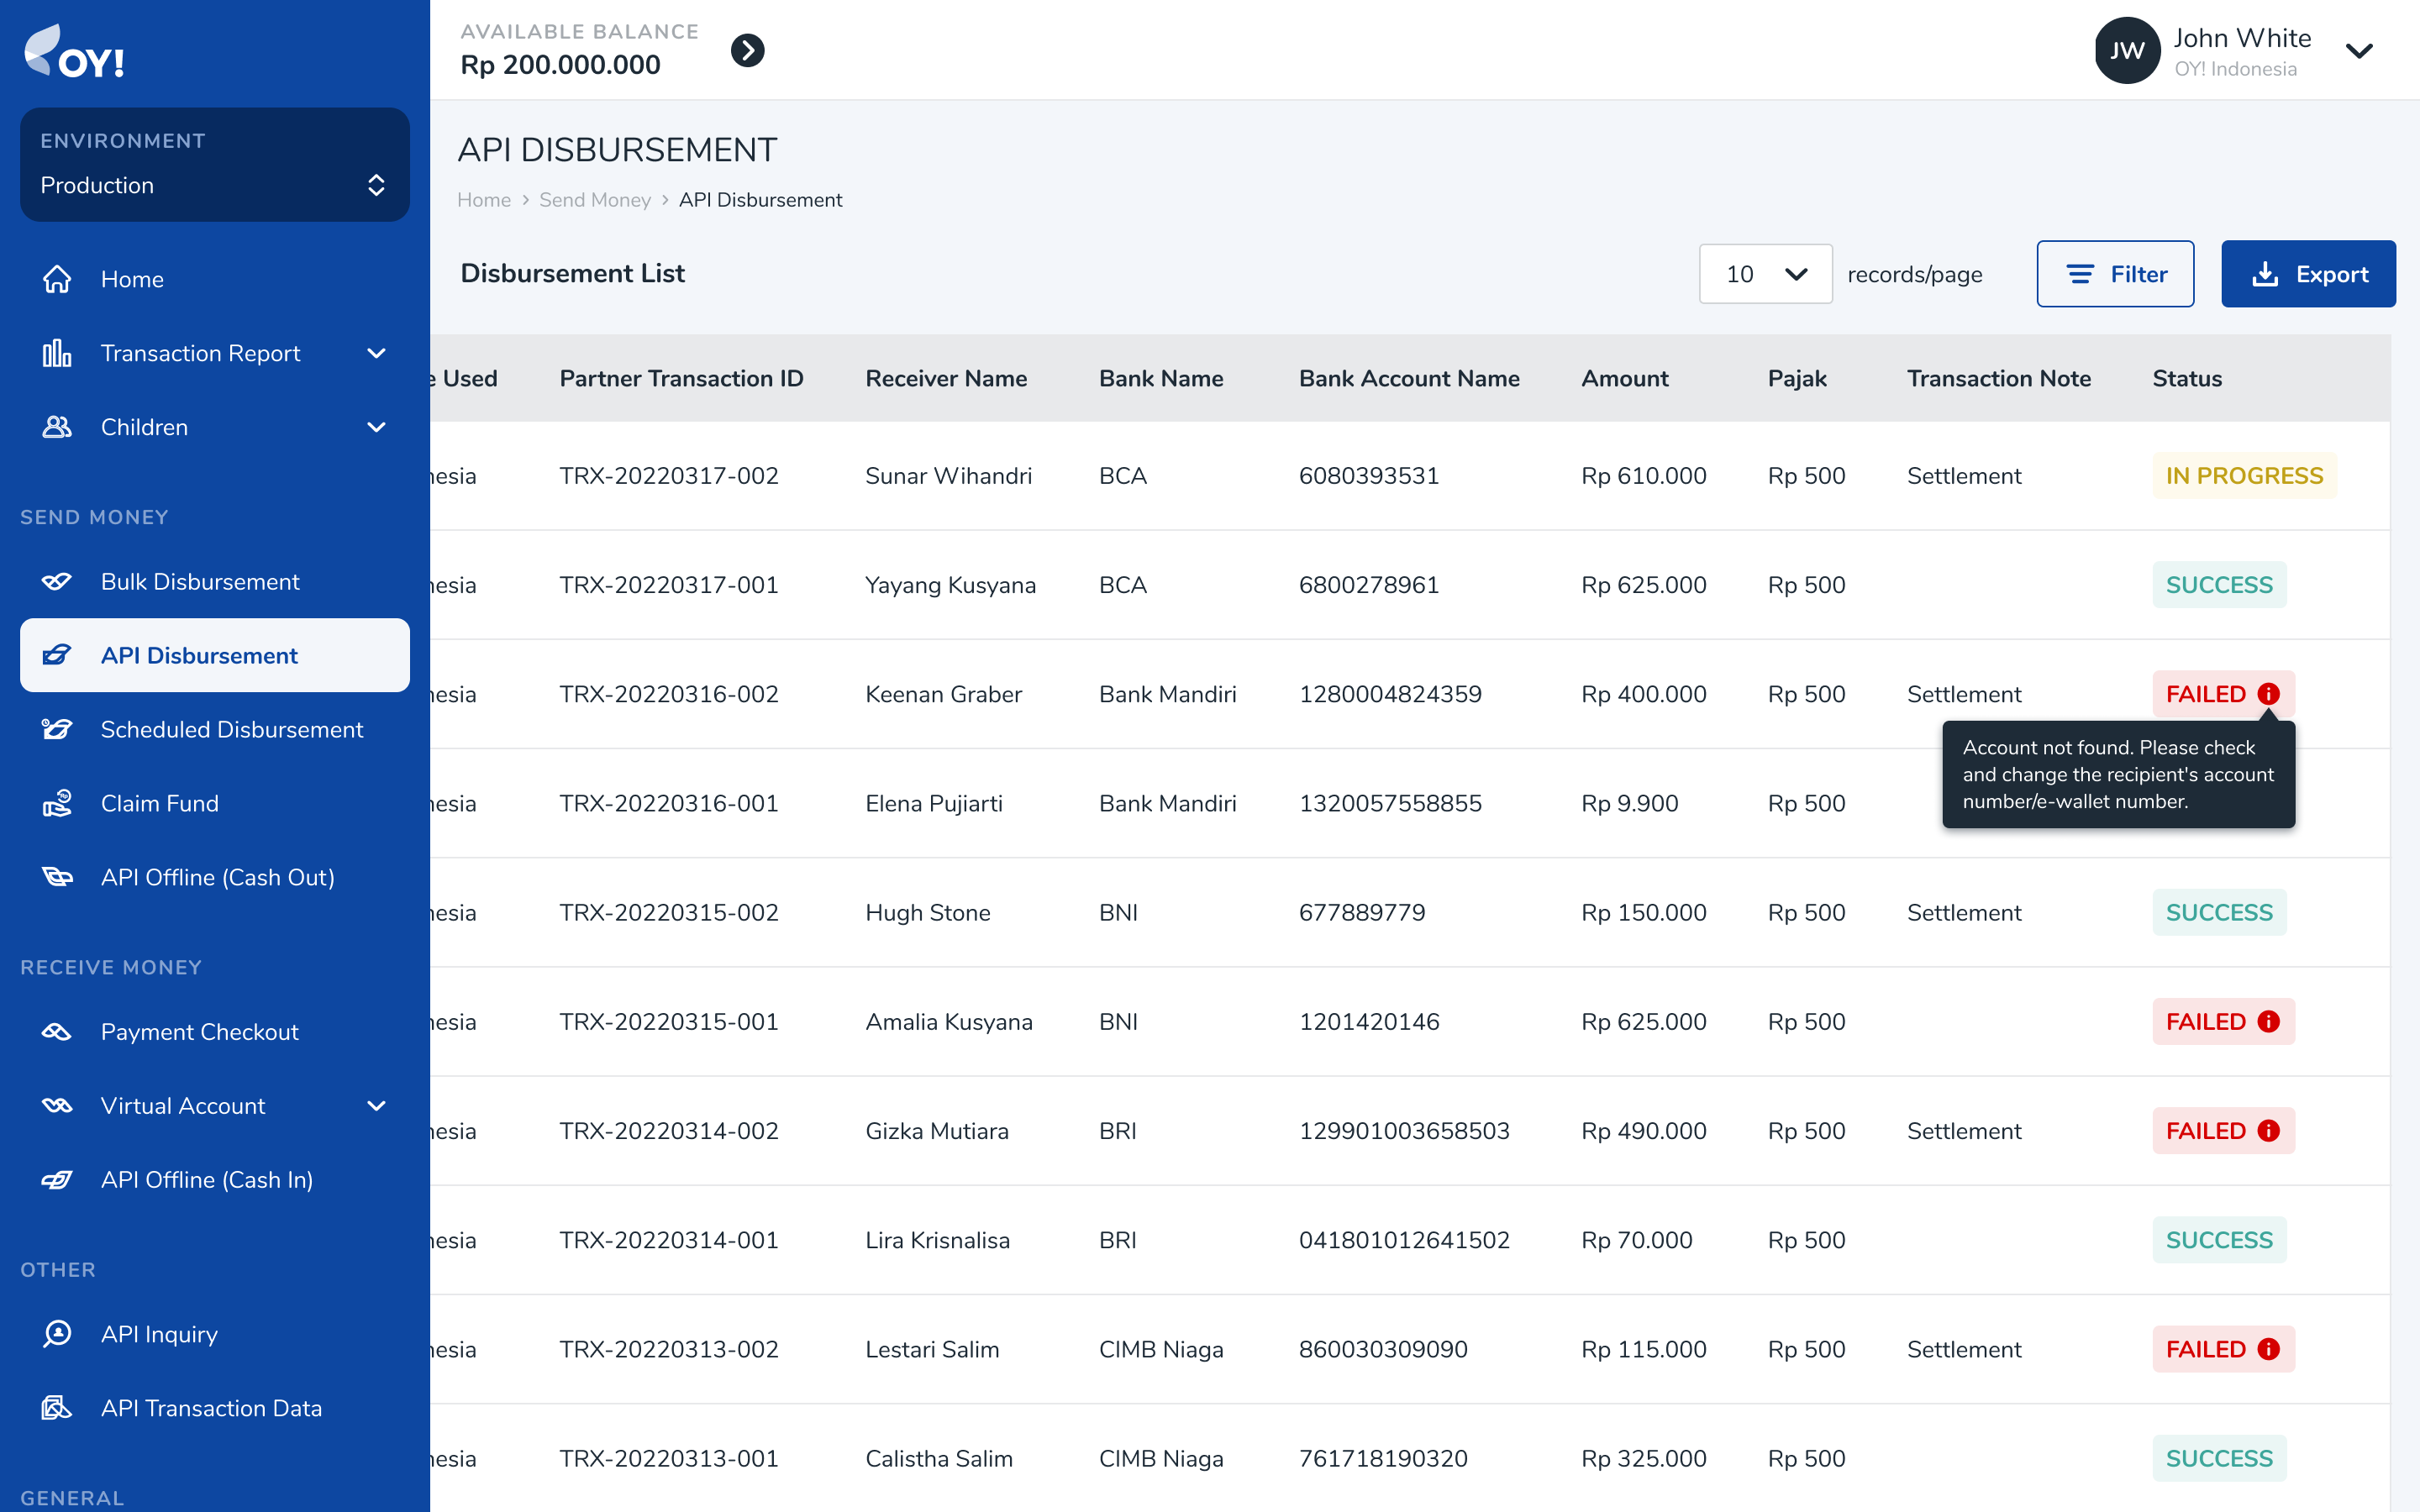 OY!
ENVIRONMENT
Production
Home
Transaction Report
Children
SEND MONEY
Bulk Disbursement
API Disbursement
Scheduled Disbursement
Claim Fund
API Offline (Cash Out)
RECEIVE MONEY
Payment Checkout
Virtual Account
API Offline (Cash In)
OTHER
API Inquiry
API Transaction Data
GENERAL
AVAILABLE BALANCE
Rp 200.000.000
JW
John White
OY! Indonesia
API DISBURSEMENT
Home > Send Money > API Disbursement
Disbursement List
10 records/page Filter Export
e Used Partner Transaction ID Receiver Name Bank Name Bank Account Name Amount Pajak Transaction Note Status
nesia TRX-20220317-002 Sunar Wihandri BCA 6080393531 Rp 610.000 Rp 500 Settlement IN PROGRESS
nesia TRX-20220317-001 Yayang Kusyana BCA 6800278961 Rp 625.000 Rp 500 SUCCESS
nesia TRX-20220316-002 Keenan Graber Bank Mandiri 1280004824359 Rp 400.000 Rp 500 Settlement FAILED
Account not found. Please check
and change the recipient's account
number/e-wallet number.
nesia TRX-20220316-001 Elena Pujiarti Bank Mandiri 1320057558855 Rp 9.900 Rp 500
nesia TRX-20220315-002 Hugh Stone BNI 677889779 Rp 150.000 Rp 500 Settlement SUCCESS
nesia TRX-20220315-001 Amalia Kusyana BNI 1201420146 Rp 625.000 Rp 500 FAILED
nesia TRX-20220314-002 Gizka Mutiara BRI 129901003658503 Rp 490.000 Rp 500 Settlement FAILED
nesia TRX-20220314-001 Lira Krisnalisa BRI 041801012641502 Rp 70.000 Rp 500 SUCCESS
nesia TRX-20220313-002 Lestari Salim CIMB Niaga 860030309090 Rp 115.000 Rp 500 Settlement FAILED
nesia TRX-20220313-001 Calistha Salim CIMB Niaga 761718190320 Rp 325.000 Rp 500 SUCCESS